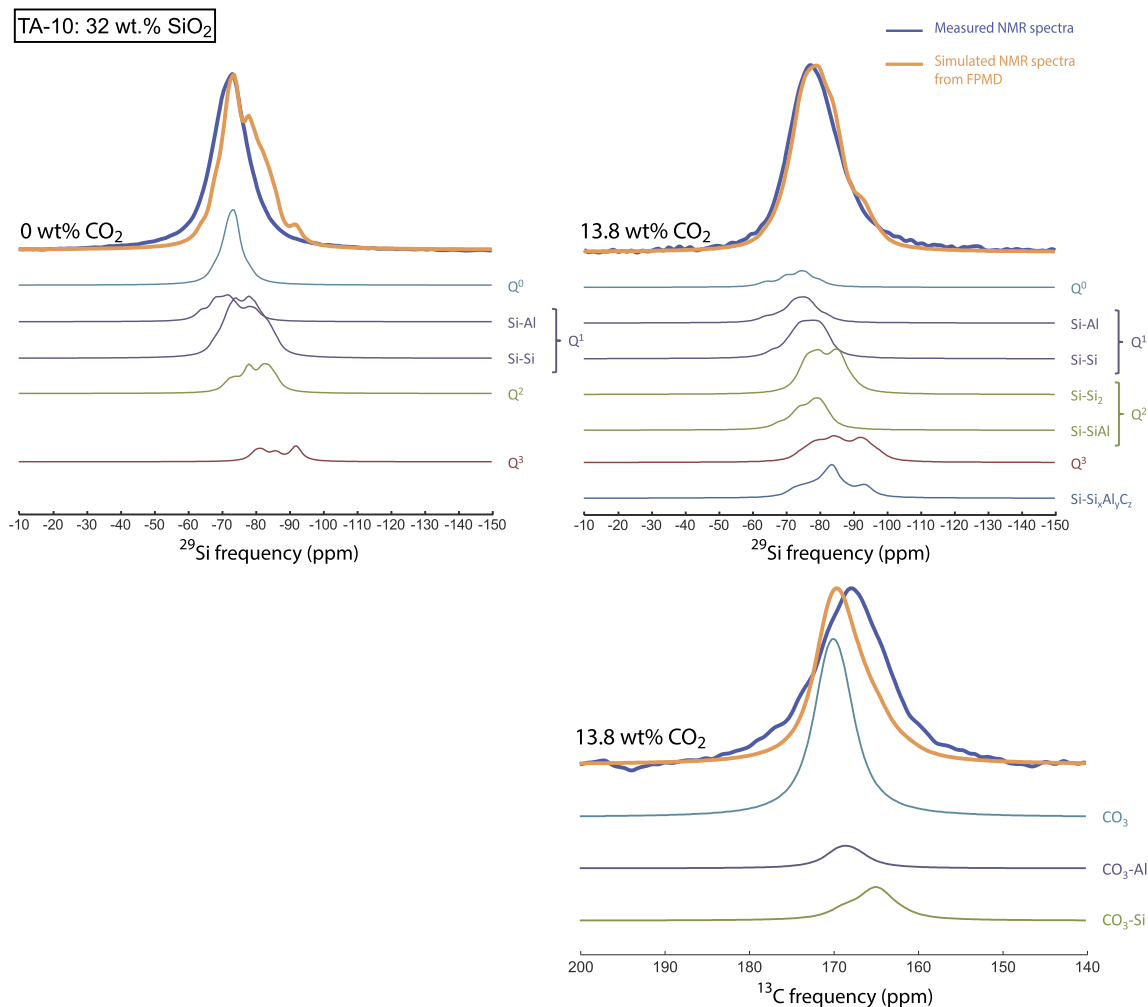 TA-10: 32 wt.% SiO₂
Measured NMR spectra
Simulated NMR spectra
from FPMD
0 wt% CO₂
Q⁰
Si-Al
Si-Si
Q¹
Q²
Q³
-10 -20 -30 -40 -50 -60 -70 -80 -90 -100 -110 -120 -130 -140 -150
²⁹Si frequency (ppm)
13.8 wt% CO₂
Q⁰
Si-Al
Si-Si
Q¹
Si-Si₂
Si-SiAl
Q²
Q³
Si-SiₓAlᵧC_z
-10 -20 -30 -40 -50 -60 -70 -80 -90 -100 -110 -120 -130 -140 -150
²⁹Si frequency (ppm)
13.8 wt% CO₂
CO₃
CO₃-Al
CO₃-Si
200 190 180 170 160 150 140
¹³C frequency (ppm)